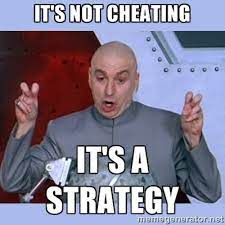 IT'S NOT CHEATING
IT'S A
STRATEGY
memegenerator.net